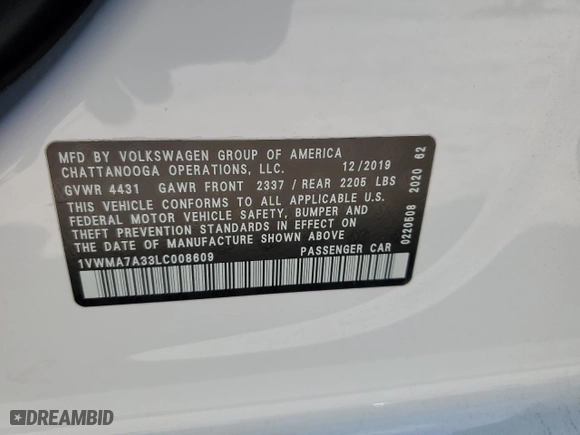 MFD BY VOLKSWAGEN GROUP OF AMERICA
CHATTANOOGA OPERATIONS, LLC. 12/2019
GVWR 4431 GAWR FRONT 2337 / REAR 2205 LBS
THIS VEHICLE CONFORMS TO ALL APPLICABLE U.S.
FEDERAL MOTOR VEHICLE SAFETY, BUMPER AND
THEFT PREVENTION STANDARDS IN EFFECT ON
THE DATE OF MANUFACTURE SHOWN ABOVE
1VWMA7A33LC008609 PASSENGER CAR
0220508 2020 62
DREAMBID